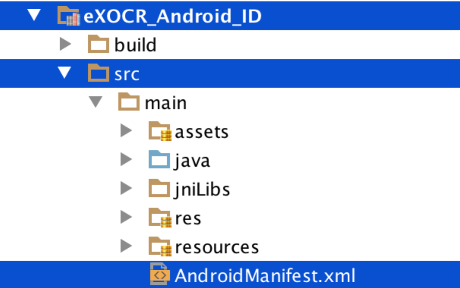 eXOCR_Android_ID
build
src
main
assets
java
jniLibs
res
resources
AndroidManifest.xml